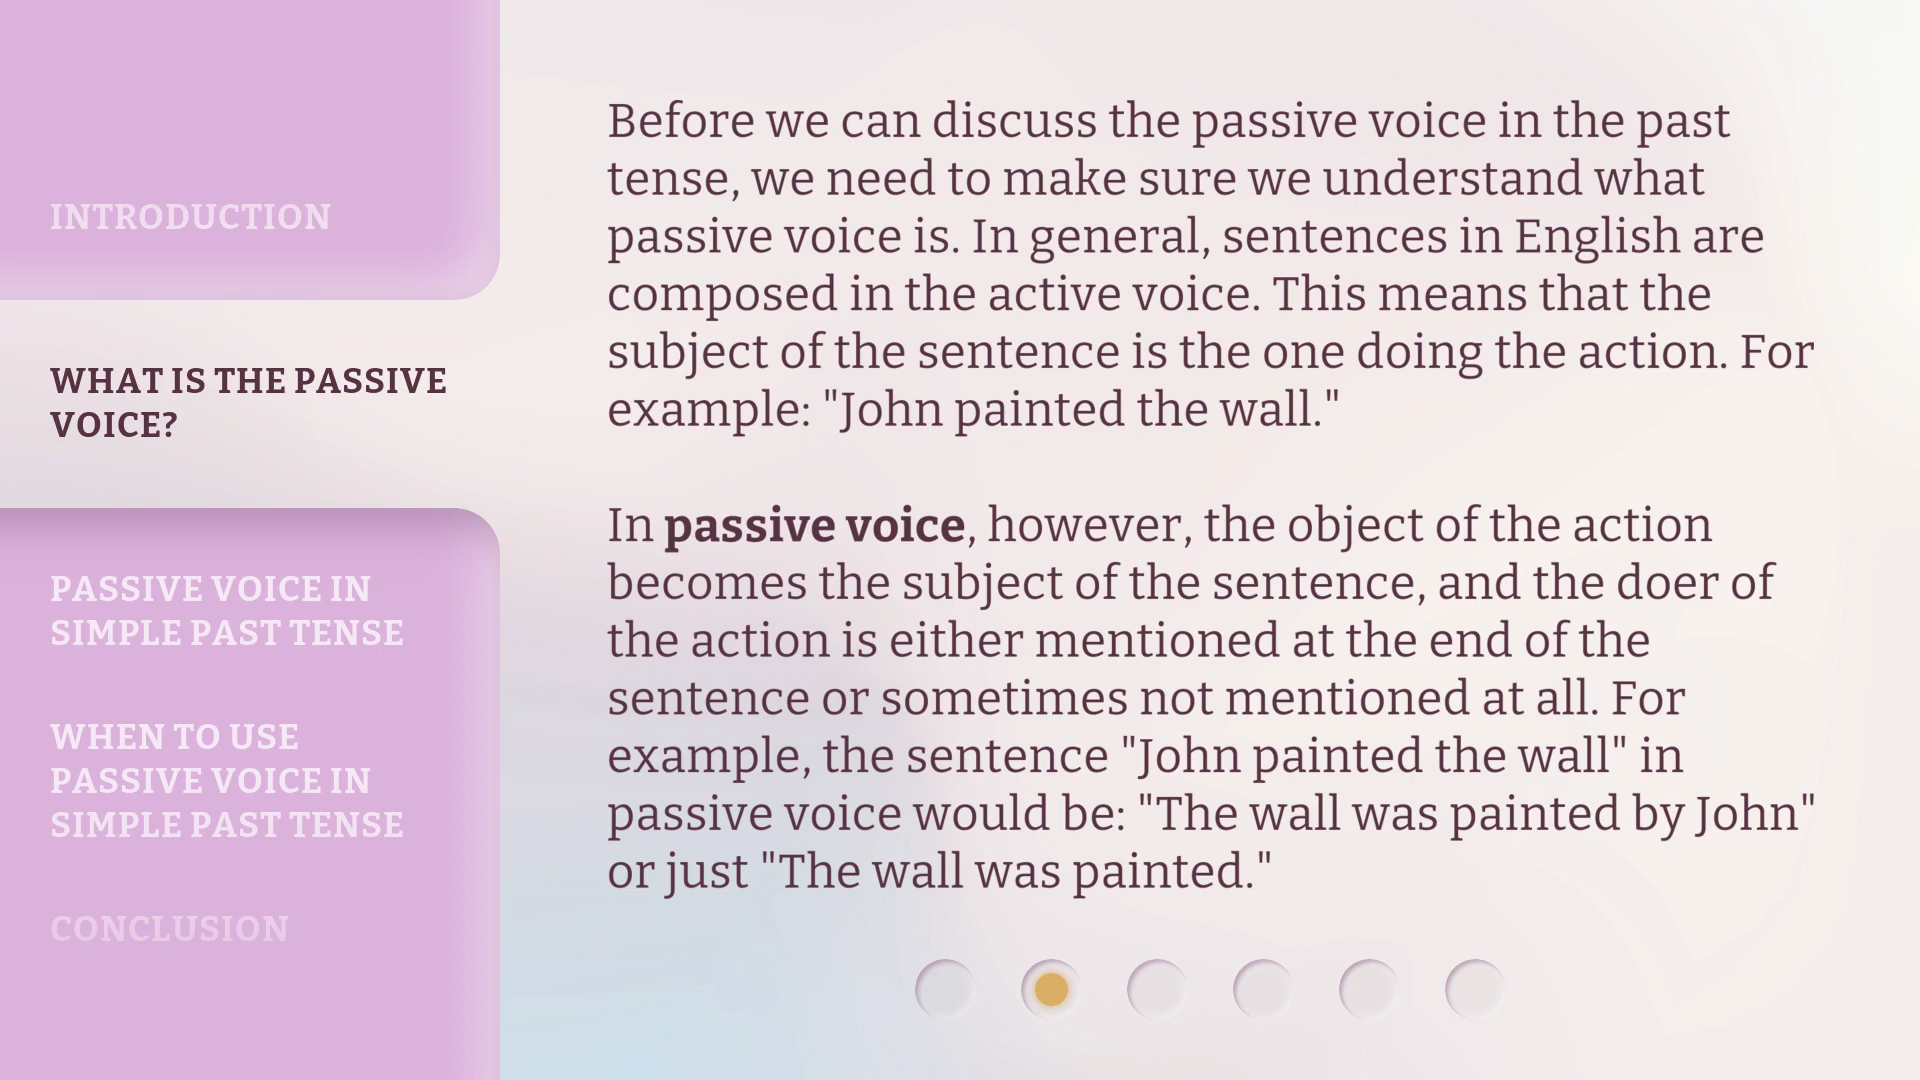 INTRODUCTION
WHAT IS THE PASSIVE
VOICE?
PASSIVE VOICE IN
SIMPLE PAST TENSE
WHEN TO USE
PASSIVE VOICE IN
SIMPLE PAST TENSE
CONCLUSION
Before we can discuss the passive voice in the past
tense, we need to make sure we understand what
passive voice is. In general, sentences in English are
composed in the active voice. This means that the
subject of the sentence is the one doing the action. For
example: "John painted the wall."
In passive voice, however, the object of the action
becomes the subject of the sentence, and the doer of
the action is either mentioned at the end of the
sentence or sometimes not mentioned at all. For
example, the sentence "John painted the wall" in
passive voice would be: "The wall was painted by John"
or just "The wall was painted."